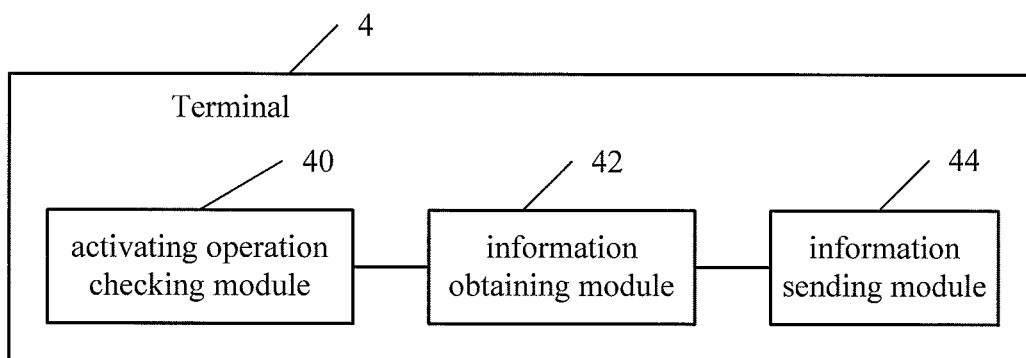 4
Terminal
40
42
44
activating operation
checking module
information
obtaining module
information
sending module